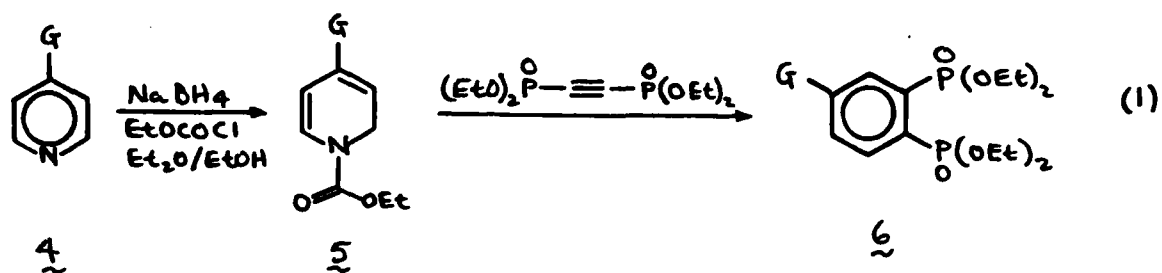 G
N
4
NaBH4
EtOCOCl
Et2O/EtOH
G
N
O
OEt
5
(EtO)2P
O
O
P(OEt)2
G
O
P(OEt)2
P(OEt)2
O
6
(1)